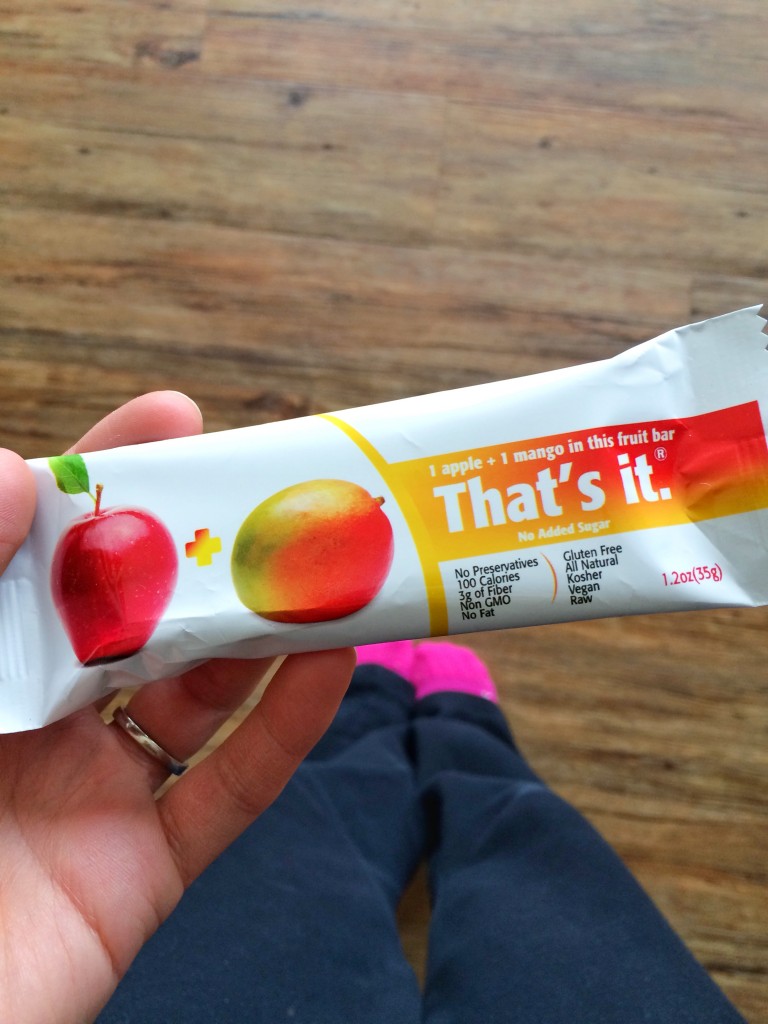 1 apple + 1 mango in this fruit bar
That's it.®
No Added Sugar
No Preservatives
100 Calories
3g of Fiber
Non GMO
No Fat
Gluten Free
All Natural
Kosher
Vegan
Raw
1.2oz(35g)